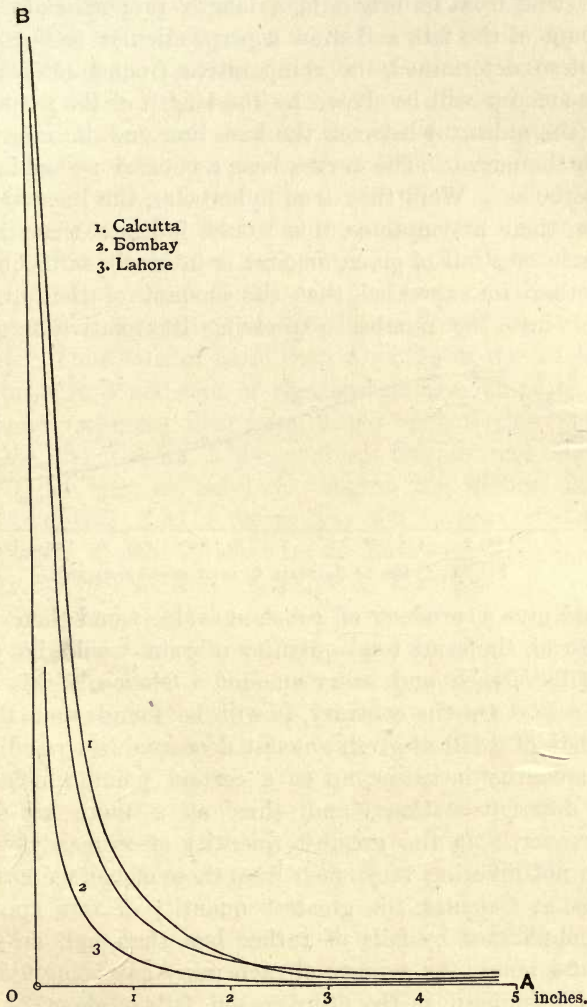 B
1. Calcutta
2. Bombay
3. Lahore
1
2
3
A
O 1 2 3 4 5
inches.